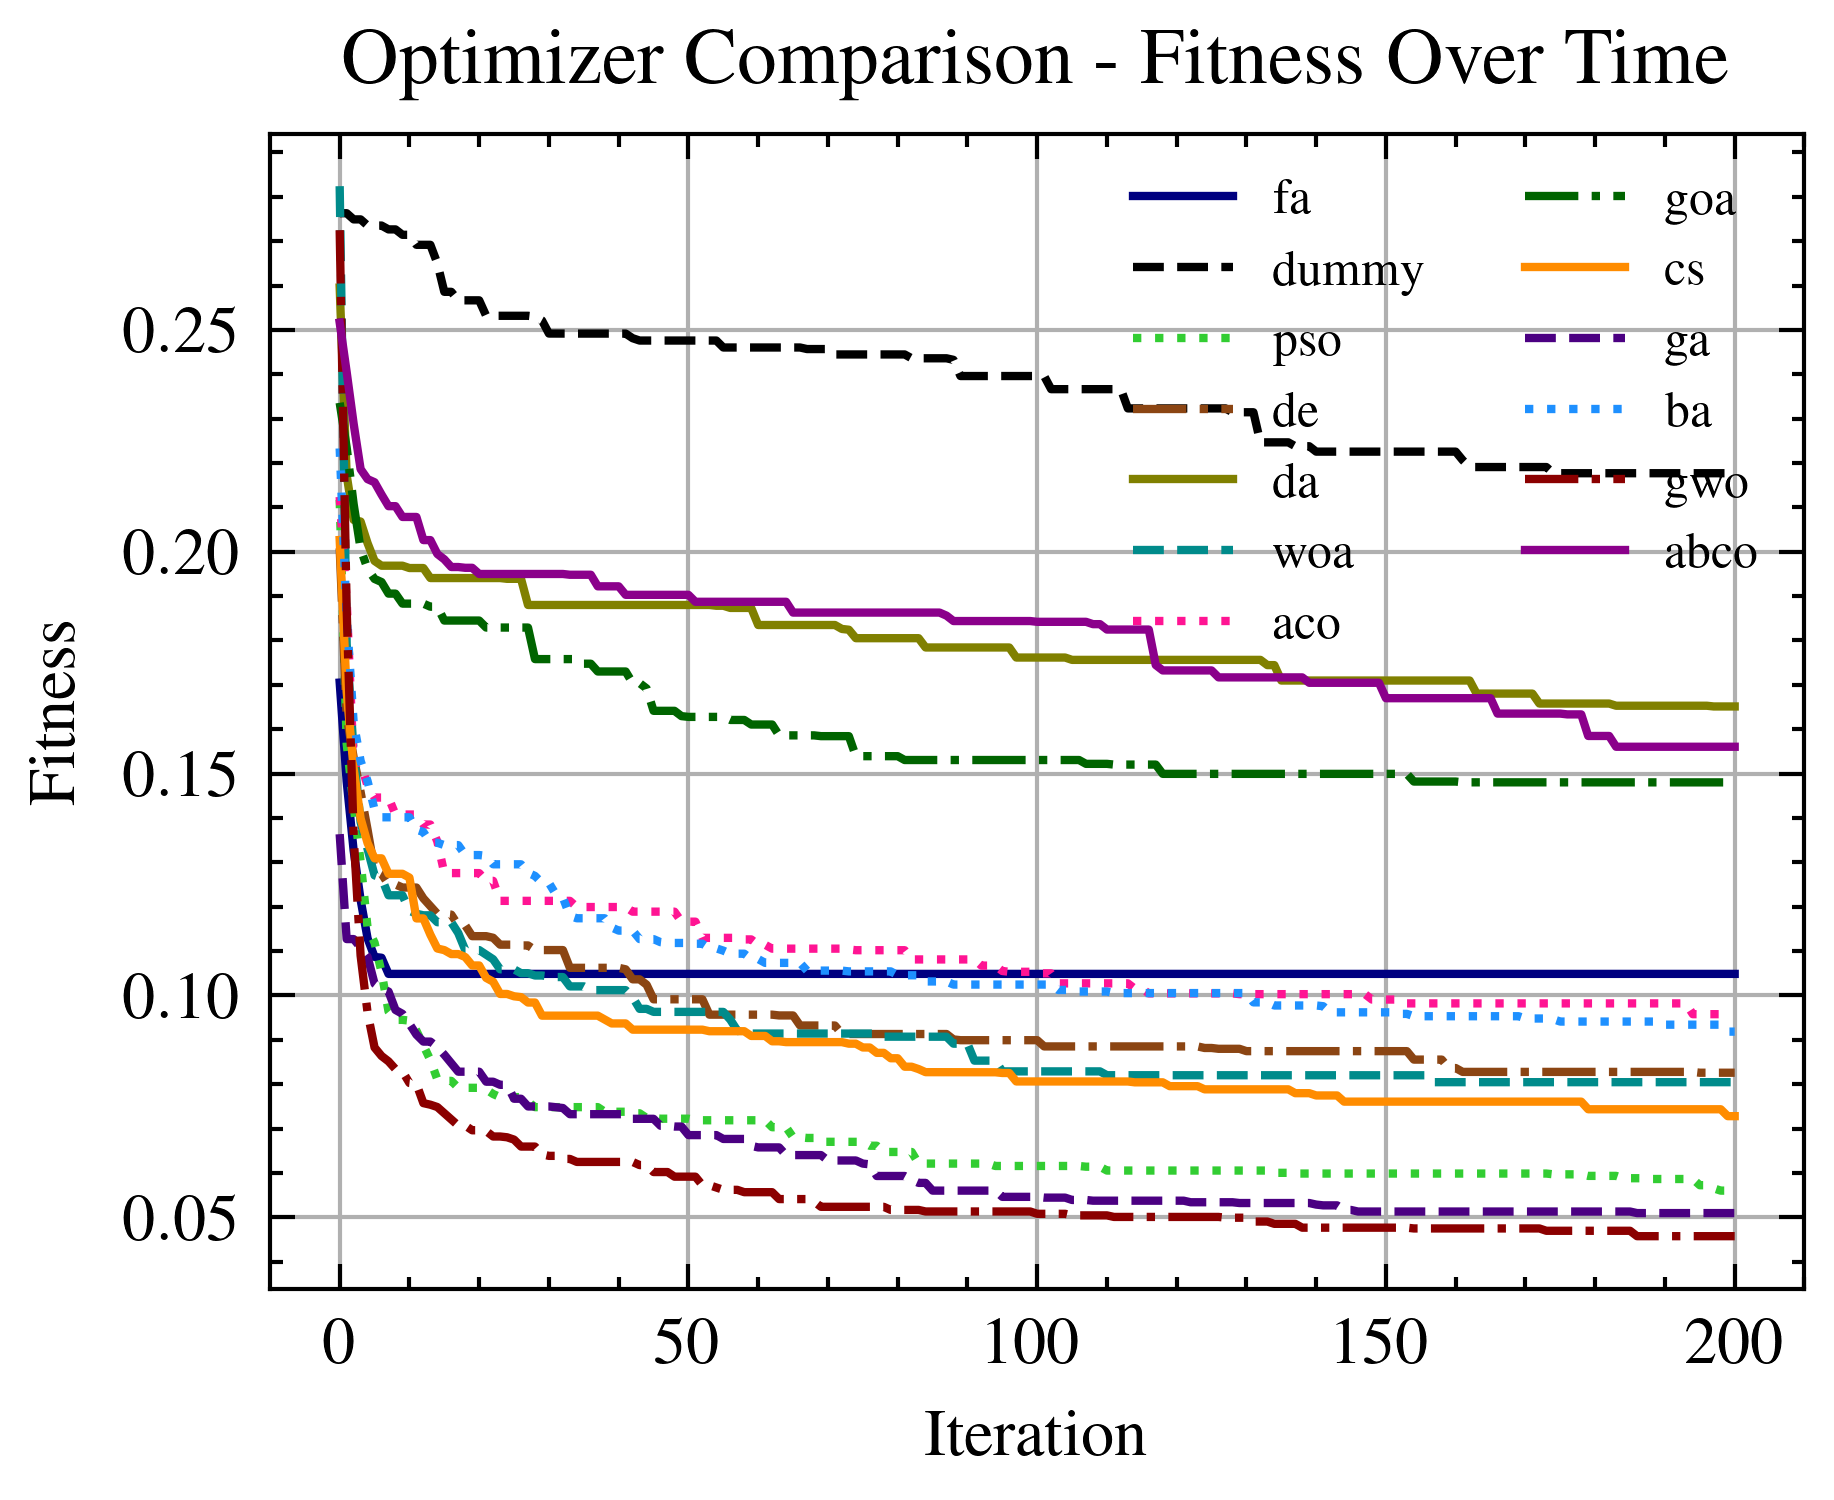 Optimizer Comparison - Fitness Over Time
Fitness
0.25
0.20
0.15
0.10
0.05
fa
dummy
pso
de
da
woa
aco
goa
cs
ga
ba
gwo
abco
0 50 100 150 200
Iteration